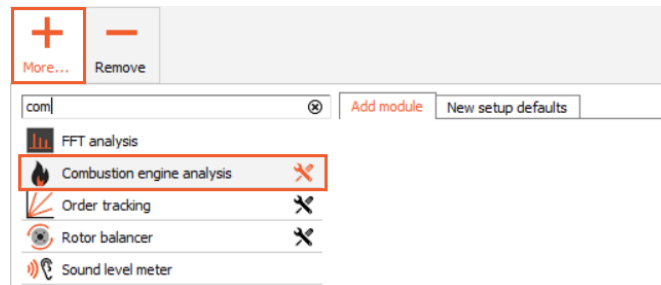 More...
Remove
com
Add module
New setup defaults
FFT analysis
Combustion engine analysis
Order tracking
Rotor balancer
Sound level meter